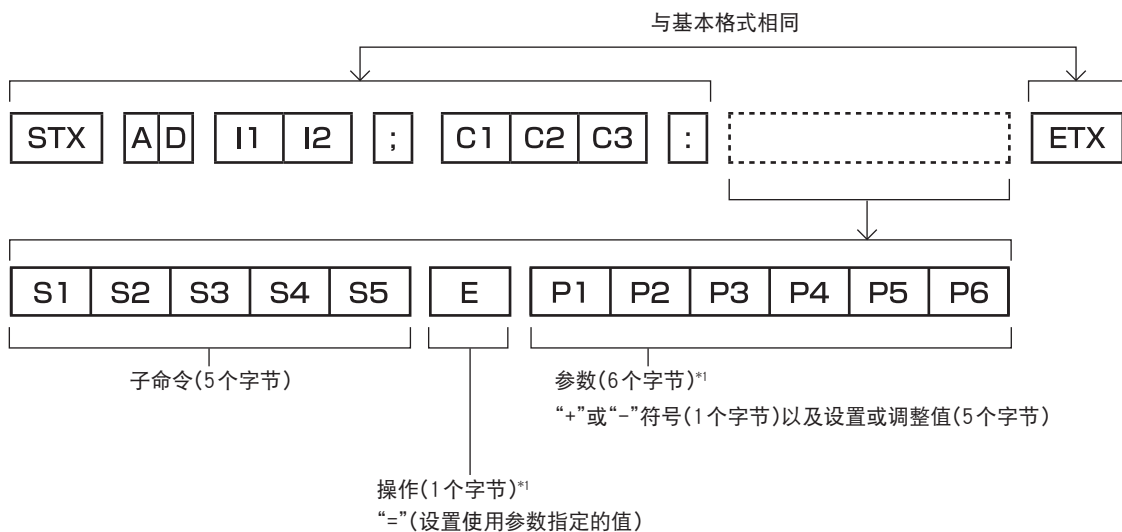 与基本格式相同
STX AD I1 I2 ; C1 C2 C3 : ETX
S1 S2 S3 S4 S5 E P1 P2 P3 P4 P5 P6
子命令(5个字节)
参数(6个字节)*1
“+”或“-”符号(1个字节)以及设置或调整值(5个字节)
操作(1个字节)*1
“=”(设置使用参数指定的值)